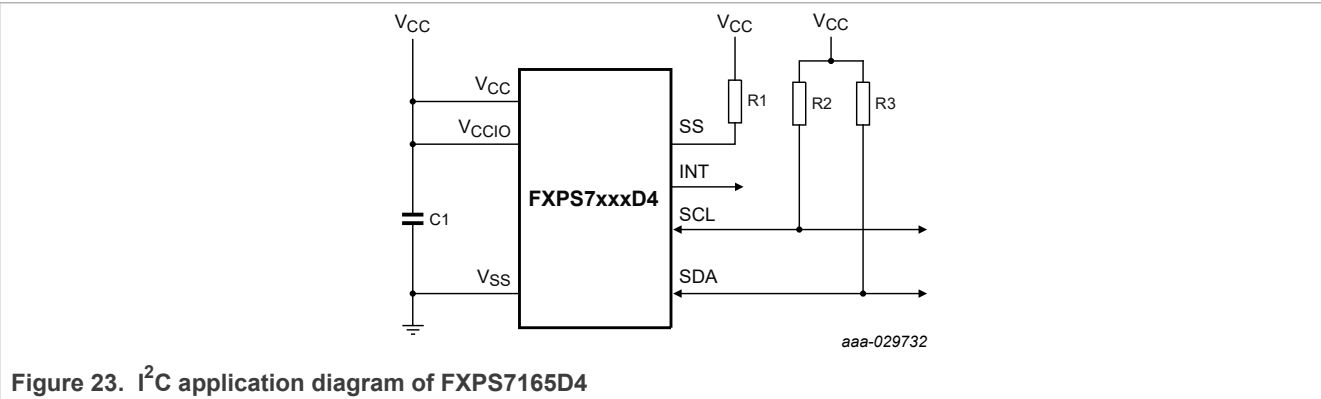 VCC
VCC
VCC
VCC
R1
R2
R3
VCCIO
SS
INT
FXPS7xxxD4
C1
SCL
VSS
SDA
aaa-029732
Figure 23. I²C application diagram of FXPS7165D4